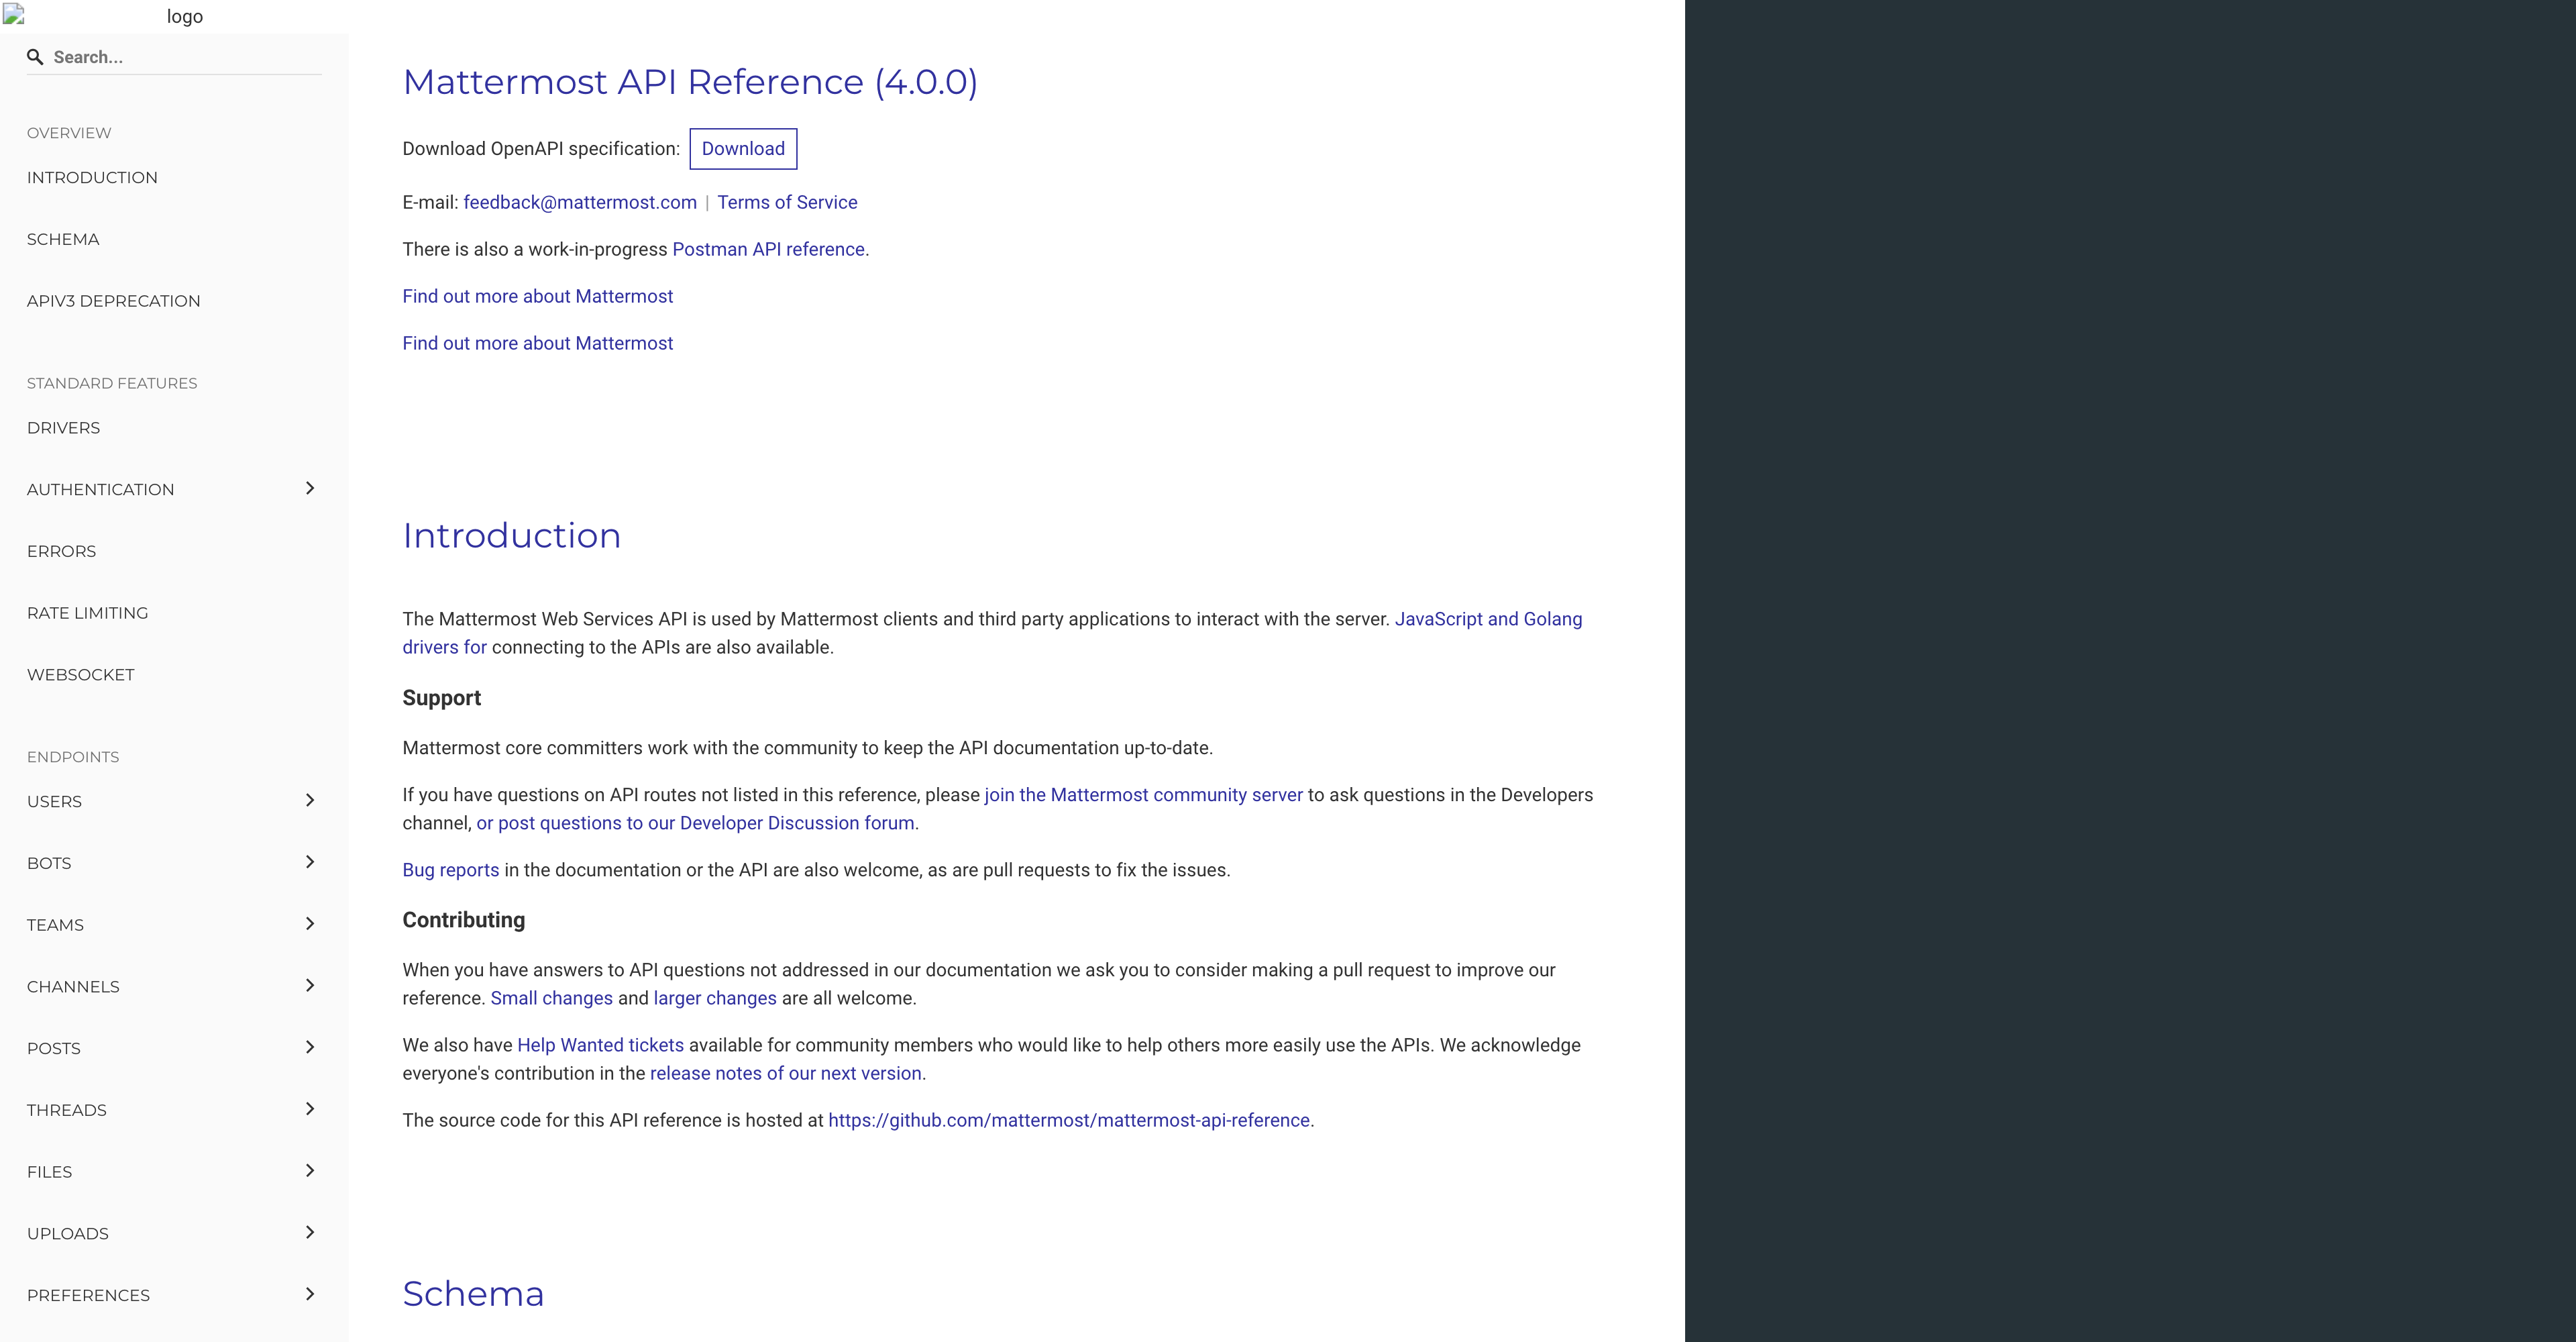 logo
Search...
OVERVIEW
INTRODUCTION
SCHEMA
APIV3 DEPRECATION
STANDARD FEATURES
DRIVERS
AUTHENTICATION
ERRORS
RATE LIMITING
WEBSOCKET
ENDPOINTS
USERS
BOTS
TEAMS
CHANNELS
POSTS
THREADS
FILES
UPLOADS
PREFERENCES
Mattermost API Reference (4.0.0)
Download OpenAPI specification: Download
E-mail: feedback@mattermost.com | Terms of Service
There is also a work-in-progress Postman API reference.
Find out more about Mattermost
Find out more about Mattermost
Introduction
The Mattermost Web Services API is used by Mattermost clients and third party applications to interact with the server. JavaScript and Golang
drivers for connecting to the APIs are also available.
Support
Mattermost core committers work with the community to keep the API documentation up-to-date.
If you have questions on API routes not listed in this reference, please join the Mattermost community server to ask questions in the Developers
channel, or post questions to our Developer Discussion forum.
Bug reports in the documentation or the API are also welcome, as are pull requests to fix the issues.
Contributing
When you have answers to API questions not addressed in our documentation we ask you to consider making a pull request to improve our
reference. Small changes and larger changes are all welcome.
We also have Help Wanted tickets available for community members who would like to help others more easily use the APIs. We acknowledge
everyone's contribution in the release notes of our next version.
The source code for this API reference is hosted at https://github.com/mattermost/mattermost-api-reference.
Schema